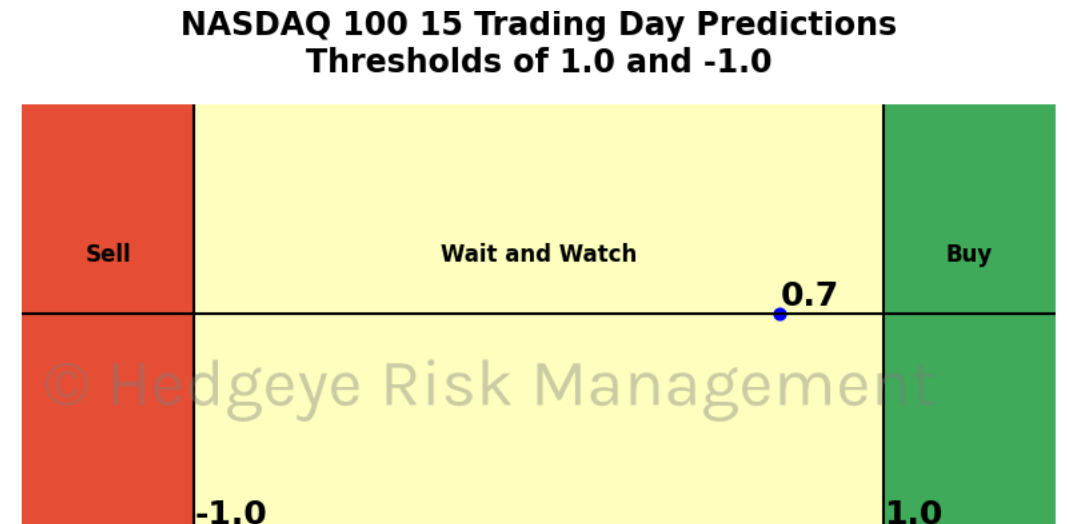 NASDAQ 100 15 Trading Day Predictions
Thresholds of 1.0 and -1.0
Sell
Wait and Watch
Buy
0.7
© Hedgeye Risk Management
-1.0
1.0